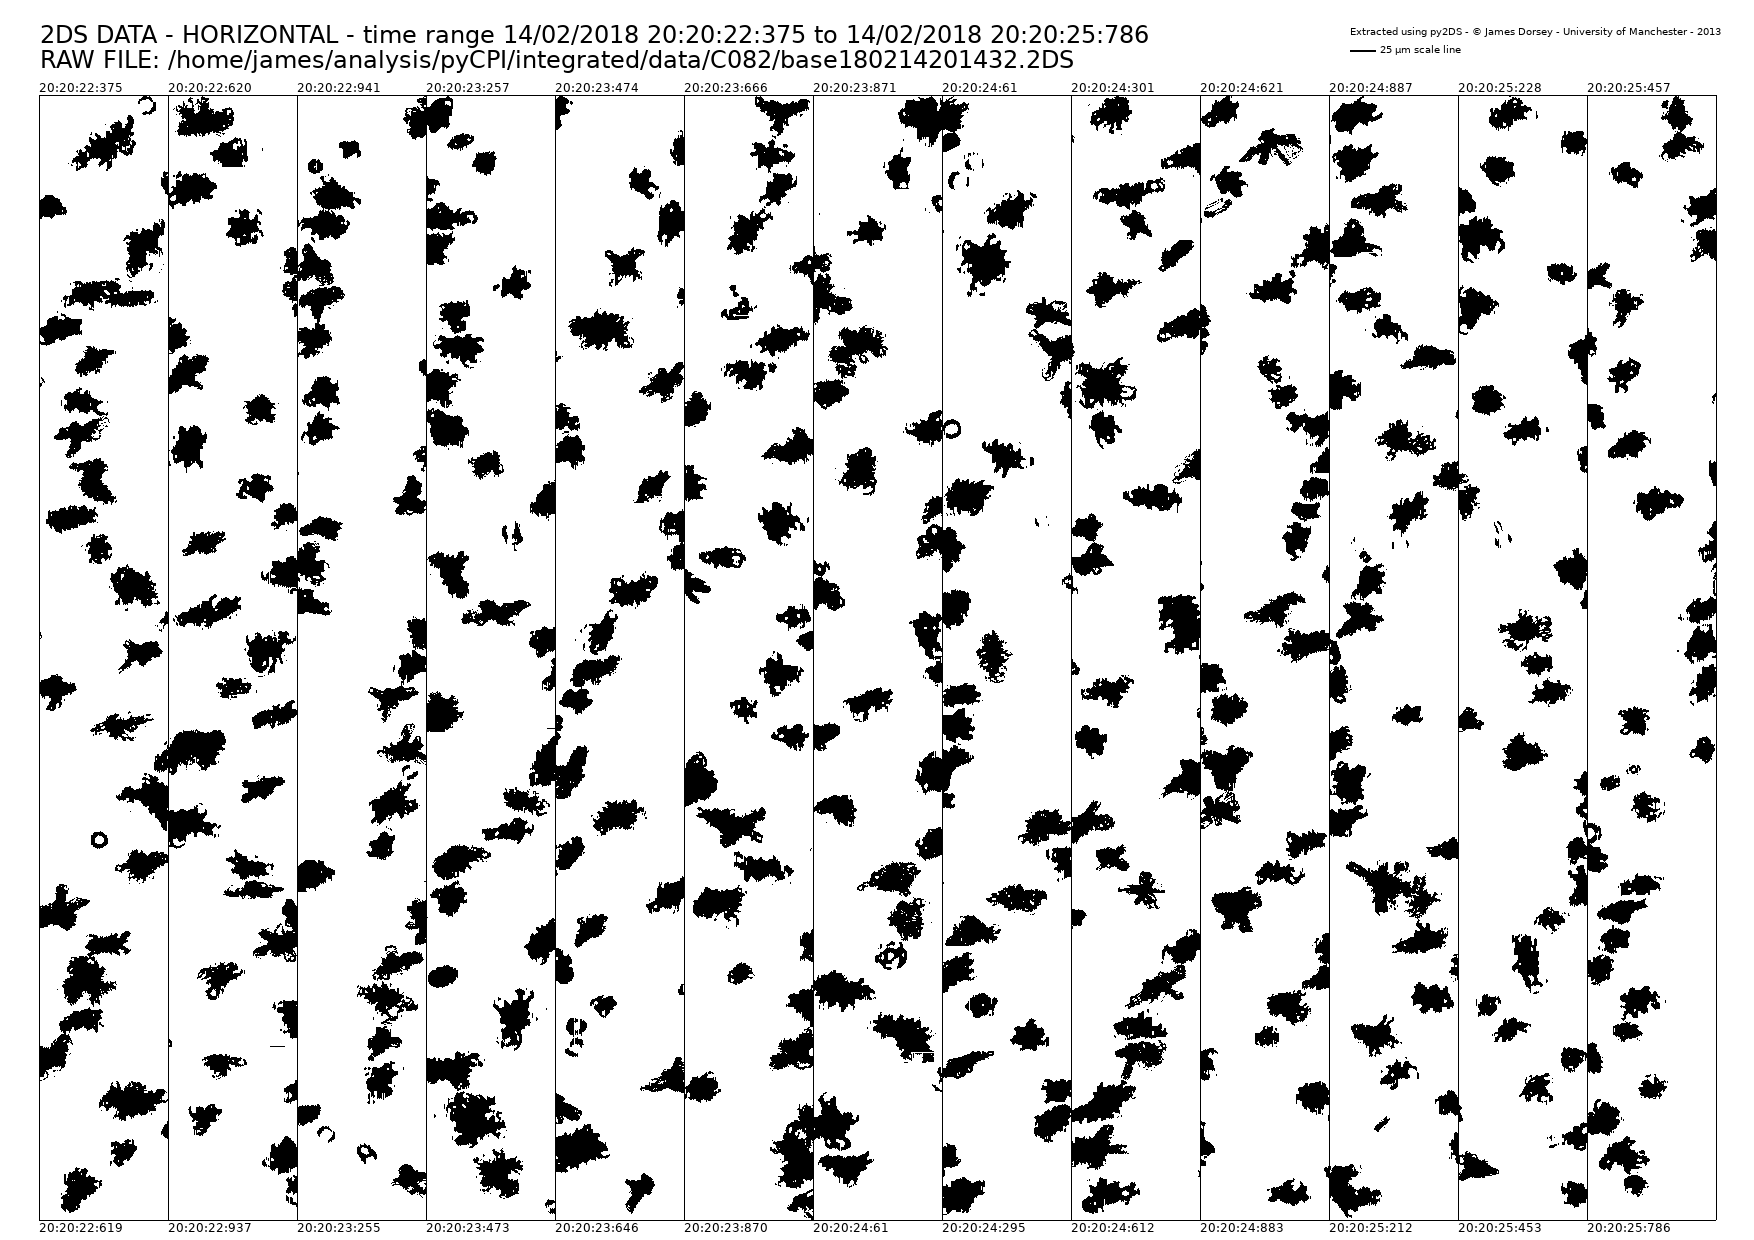 2DS DATA - HORIZONTAL - time range 14/02/2018 20:20:22:375 to 14/02/2018 20:20:25:786
RAW FILE: /home/james/analysis/pyCPI/integrated/data/C082/base180214201432.2DS
Extracted using py2DS - © James Dorsey - University of Manchester - 2013
25 µm scale line
20:20:22:375 20:20:22:620 20:20:22:941 20:20:23:257 20:20:23:474 20:20:23:666 20:20:23:871 20:20:24:61 20:20:24:301 20:20:24:621 20:20:24:887 20:20:25:228 20:20:25:457
20:20:22:619 20:20:22:937 20:20:23:255 20:20:23:473 20:20:23:646 20:20:23:870 20:20:24:61 20:20:24:295 20:20:24:612 20:20:24:883 20:20:25:212 20:20:25:453 20:20:25:786